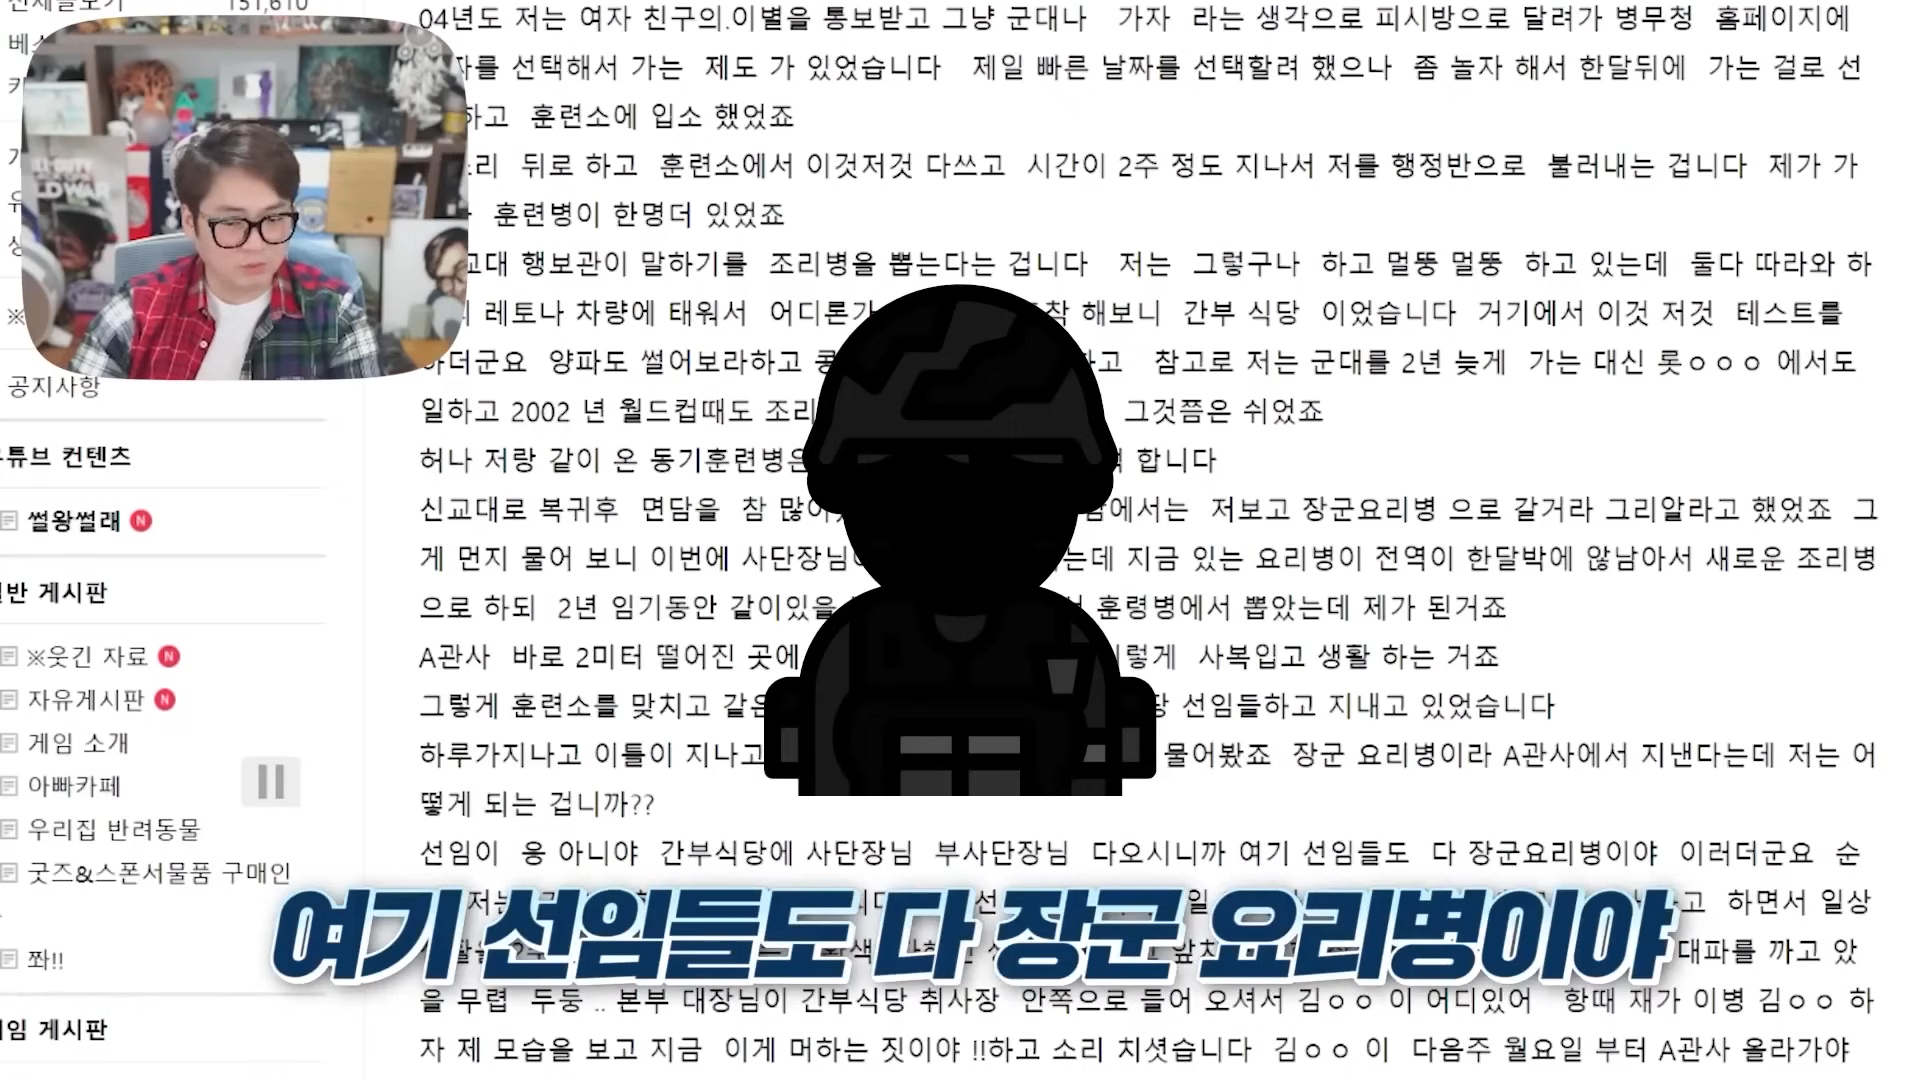 전체글보기 151,610
공지사항
튜브 컨텐츠
썰왕썰래 N
반 게시판
※웃긴 자료 N
자유게시판 N
게임 소개
아빠카페
우리집 반려동물
굿즈&스폰서물품 구매인
쫘!!
임 게시판
04년도 저는 여자 친구의.이별을 통보받고 그냥 군대나 가자 라는 생각으로 피시방으로 달려가 병무청 홈페이지에
자를 선택해서 가는 제도 가 있었습니다 제일 빠른 날짜를 선택할려 했으나 좀 놀자 해서 한달뒤에 가는 걸로 선
하고 훈련소에 입소 했었죠
리 뒤로 하고 훈련소에서 이것저것 다쓰고 시간이 2주 정도 지나서 저를 행정반으로 불러내는 겁니다 제가 가
훈련병이 한명더 있었죠
교대 행보관이 말하기를 조리병을 뽑는다는 겁니다 저는 그렇구나 하고 멀뚱 멀뚱 하고 있는데 둘다 따라와 하
레토나 차량에 태워서 어디론가 착 해보니 간부 식당 이었습니다 거기에서 이것 저것 테스트를
하더군요 양파도 썰어보라하고 하고 참고로 저는 군대를 2년 늦게 가는 대신 롯ㅇㅇㅇ 에서도
일하고 2002 년 월드컵때도 조리 그것쯤은 쉬었죠
허나 저랑 같이 온 동기훈련병은 합니다
신교대로 복귀후 면담을 참 많이 에서는 저보고 장군요리병 으로 갈거라 그리알라고 했었죠 그
게 먼지 물어 보니 이번에 사단장님 는데 지금 있는 요리병이 전역이 한달박에 않남아서 새로운 조리병
으로 하되 2년 임기동안 같이있을 훈령병에서 뽑았는데 제가 된거죠
A관사 바로 2미터 떨어진 곳에 이렇게 사복입고 생활 하는 거죠
그렇게 훈련소를 맞치고 같은 당 선임들하고 지내고 있었습니다
하루가지나고 이틀이 지나고 물어봤죠 장군 요리병이라 A관사에서 지낸다는데 저는 어
떻게 되는 겁니까??
선임이 응 아니야 간부식당에 사단장님 부사단장님 다오시니까 여기 선임들도 다 장군요리병이야 이러더군요 순
하면서 일상
여기 선임들도 다 장군 요리병이야
대파를 까고 았
을 무렵 두둥 .. 본부 대장님이 간부식당 취사장 안쪽으로 들어 오셔서 김ㅇㅇ 이 어디있어 항때 재가 이병 김ㅇㅇ 하
자 제 모습을 보고 지금 이게 머하는 짓이야 !!하고 소리 치셧습니다 김ㅇㅇ 이 다음주 월요일 부터 A관사 올라가야